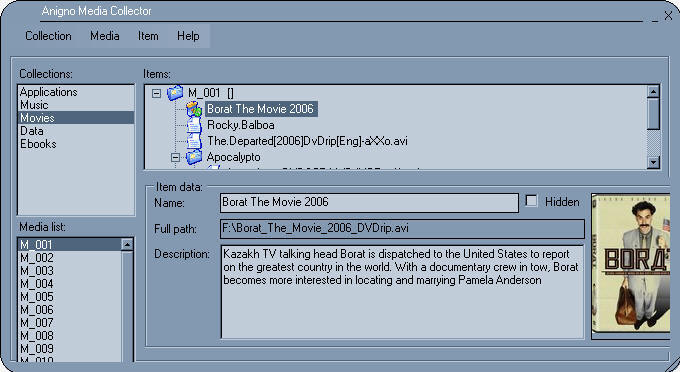 Anigno Media Collector
Collection Media Item Help
Collections:
Applications
Music
Movies
Data
Ebooks
Items:
M_001 []
Borat The Movie 2006
Rocky.Balboa
The.Departed[2006]DvDrip[Eng]-aXXo.avi
Apocalypto
Item data:
Name:
Borat The Movie 2006
Hidden
Full path:
F:\Borat_The_Movie_2006_DVDrip.avi
Description:
Kazakh TV talking head Borat is dispatched to the United States to report
on the greatest country in the world. With a documentary crew in tow, Borat
becomes more interested in locating and marrying Pamela Anderson
BORAT
BORAT
Media list:
M_001
M_002
M_003
M_004
M_005
M_006
M_007
M_008
M_009
M_010